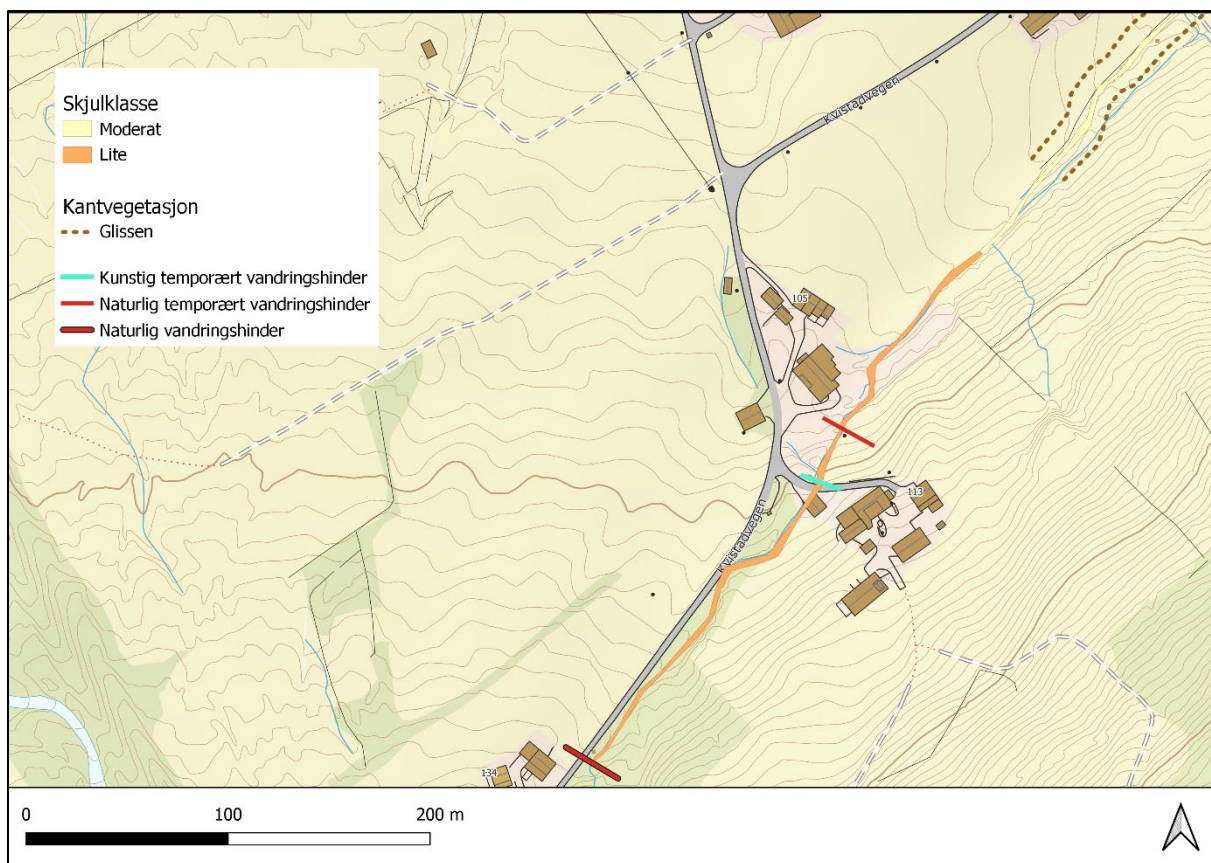 Skjulklasse
Moderat
Lite
Kantvegetasjon
Glissen
Kunstig temporært vandringshinder
Naturlig temporært vandringshinder
Naturlig vandringshinder
Kvistadvegen
105
113
Kvistadvegen
134
0 100 200 m